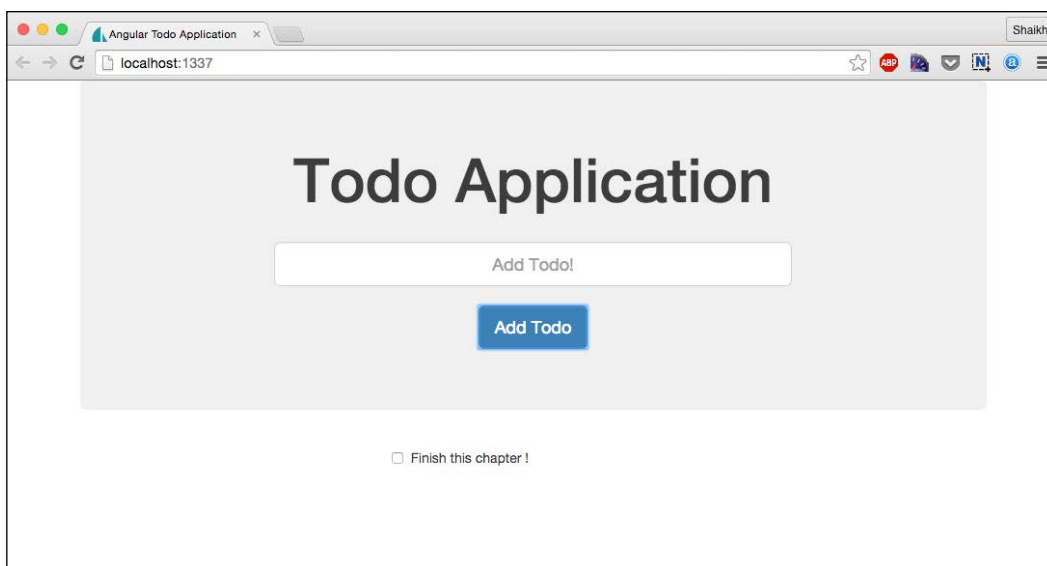 Angular Todo Application
Shaikh
localhost:1337
ABP
N
a
Todo Application
Add Todo!
Add Todo
Finish this chapter !